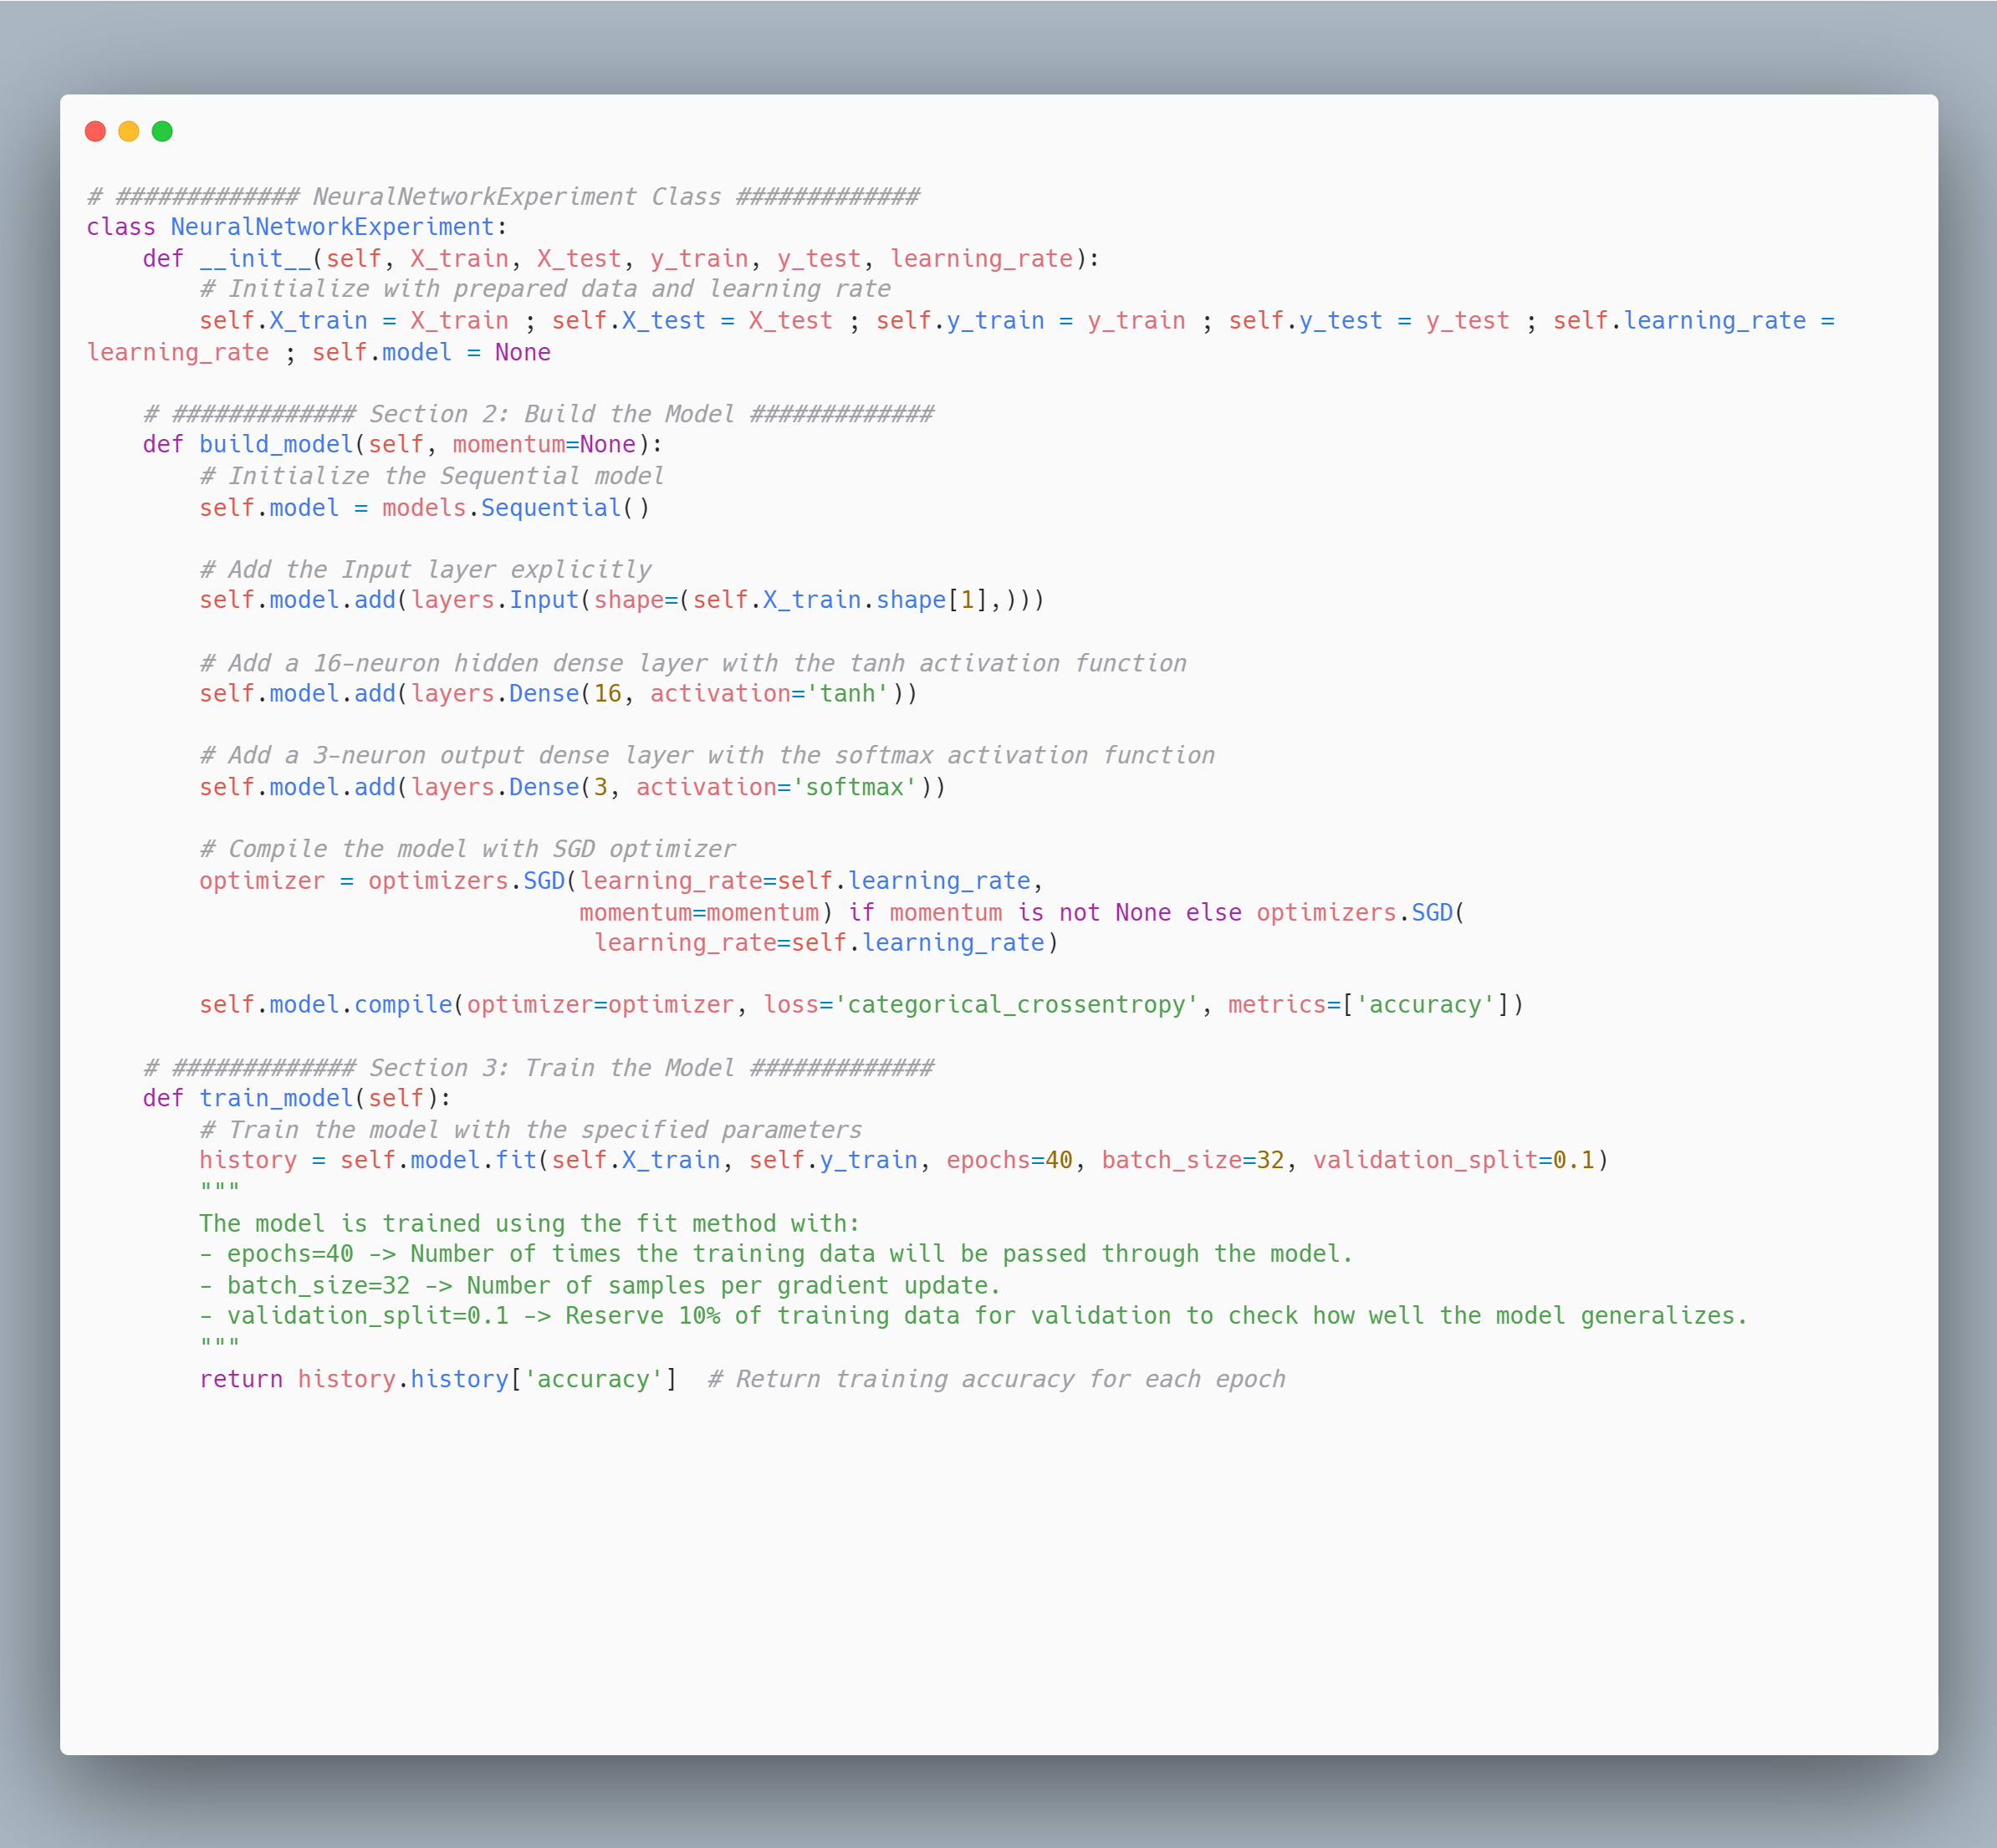 # ############# NeuralNetworkExperiment Class #############
class NeuralNetworkExperiment:
    def __init__(self, X_train, X_test, y_train, y_test, learning_rate):
        # Initialize with prepared data and learning rate
        self.X_train = X_train ; self.X_test = X_test ; self.y_train = y_train ; self.y_test = y_test ; self.learning_rate =
learning_rate ; self.model = None

    # ############# Section 2: Build the Model #############
    def build_model(self, momentum=None):
        # Initialize the Sequential model
        self.model = models.Sequential()

        # Add the Input layer explicitly
        self.model.add(layers.Input(shape=(self.X_train.shape[1],)))

        # Add a 16-neuron hidden dense layer with the tanh activation function
        self.model.add(layers.Dense(16, activation='tanh'))

        # Add a 3-neuron output dense layer with the softmax activation function
        self.model.add(layers.Dense(3, activation='softmax'))

        # Compile the model with SGD optimizer
        optimizer = optimizers.SGD(learning_rate=self.learning_rate,
                                   momentum=momentum) if momentum is not None else optimizers.SGD(
                                    learning_rate=self.learning_rate)

        self.model.compile(optimizer=optimizer, loss='categorical_crossentropy', metrics=['accuracy'])

    # ############# Section 3: Train the Model #############
    def train_model(self):
        # Train the model with the specified parameters
        history = self.model.fit(self.X_train, self.y_train, epochs=40, batch_size=32, validation_split=0.1)
        """
        The model is trained using the fit method with:
        - epochs=40 -> Number of times the training data will be passed through the model.
        - batch_size=32 -> Number of samples per gradient update.
        - validation_split=0.1 -> Reserve 10% of training data for validation to check how well the model generalizes.
        """
        return history.history['accuracy']  # Return training accuracy for each epoch